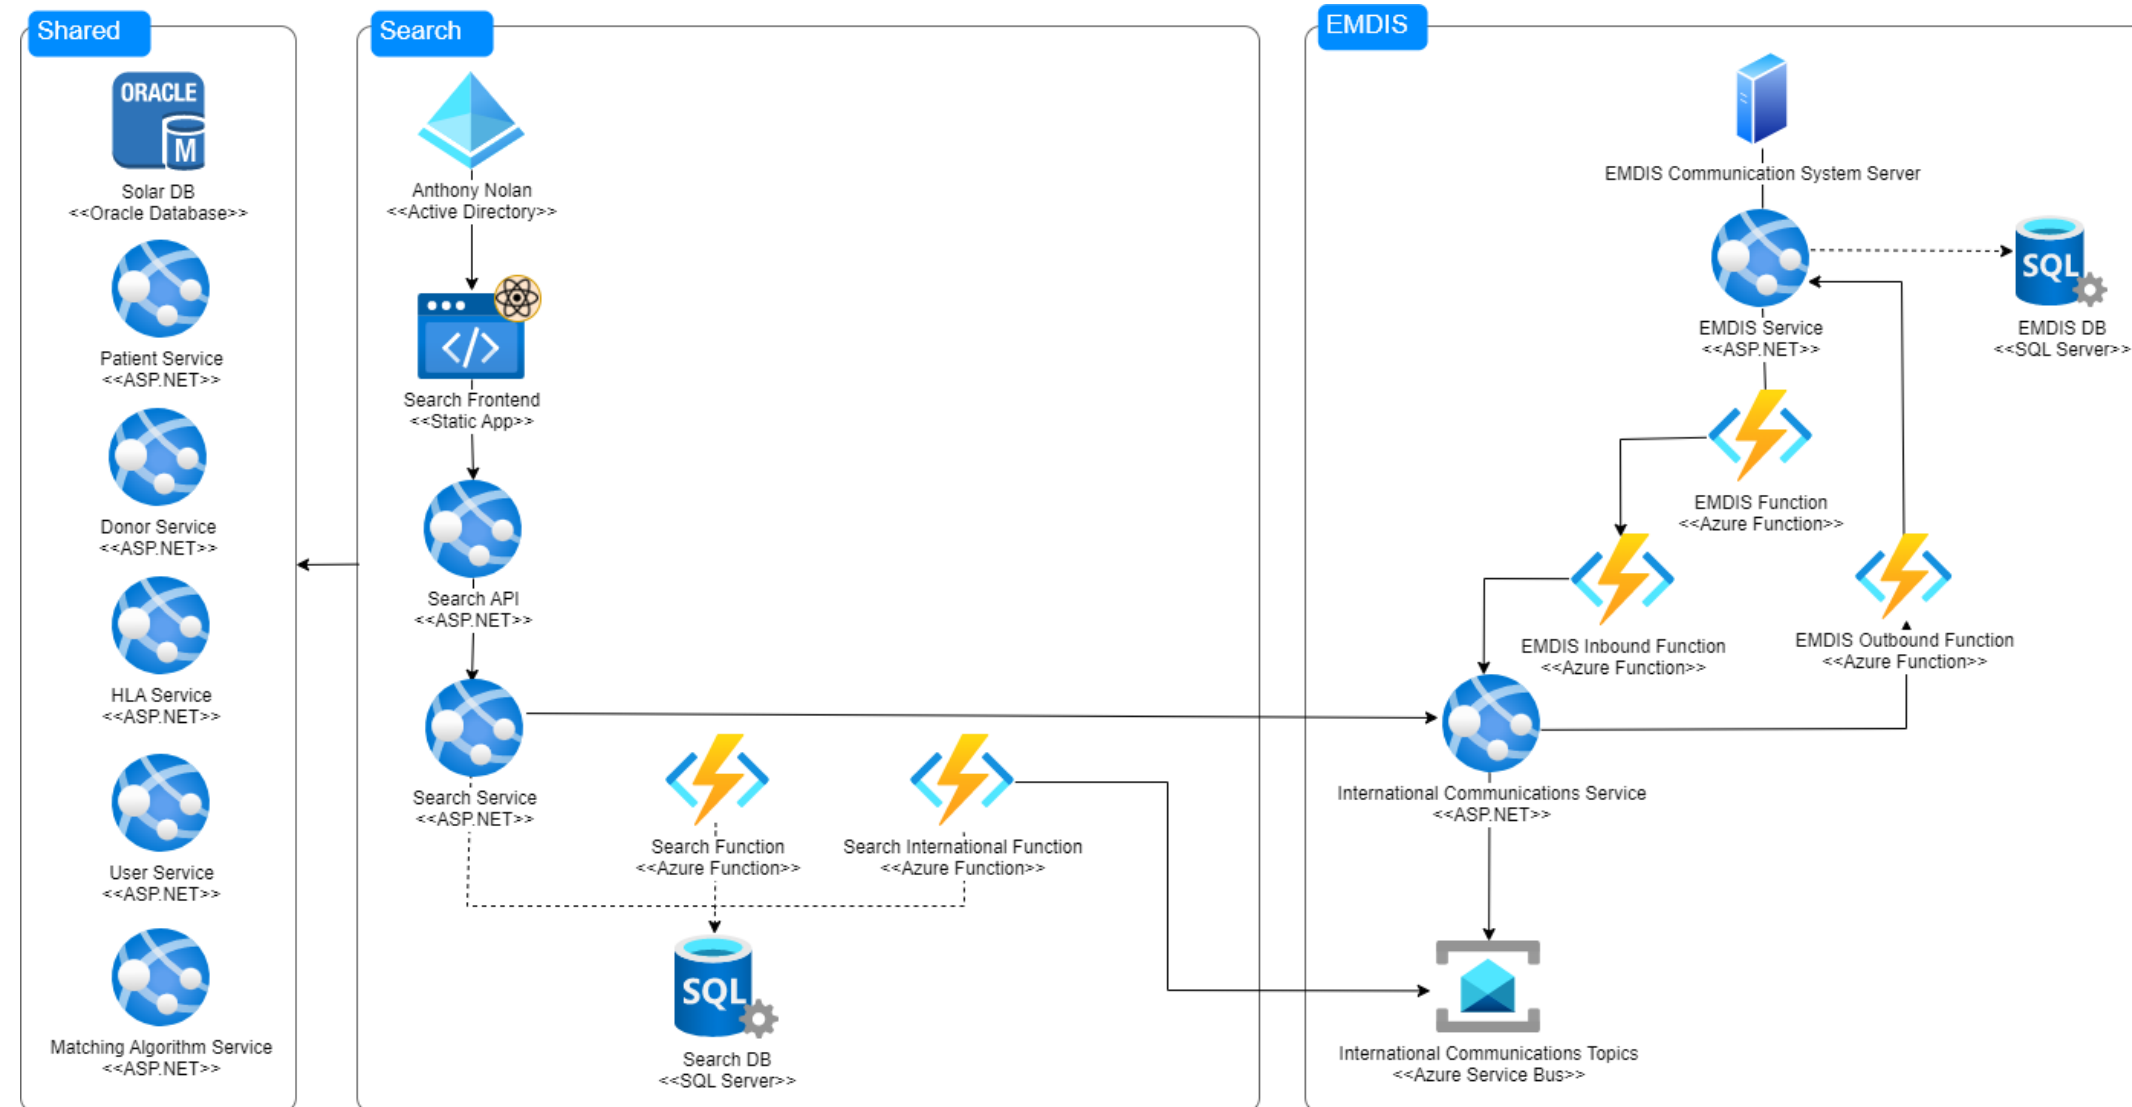 Shared
ORACLE
M
Solar DB
<<Oracle Database>>
Patient Service
<<ASP.NET>>
Donor Service
<<ASP.NET>>
HLA Service
<<ASP.NET>>
User Service
<<ASP.NET>>
Matching Algorithm Service
<<ASP.NET>>
Search
Anthony Nolan
<<Active Directory>>
</>
Search Frontend
<<Static App>>
Search API
<<ASP.NET>>
Search Service
<<ASP.NET>>
Search Function
<<Azure Function>>
Search International Function
<<Azure Function>>
SQL
Search DB
<<SQL Server>>
EMDIS
EMDIS Communication System Server
EMDIS Service
<<ASP.NET>>
SQL
EMDIS DB
<<SQL Server>>
EMDIS Function
<<Azure Function>>
EMDIS Inbound Function
<<Azure Function>>
EMDIS Outbound Function
<<Azure Function>>
International Communications Service
<<ASP.NET>>
International Communications Topics
<<Azure Service Bus>>